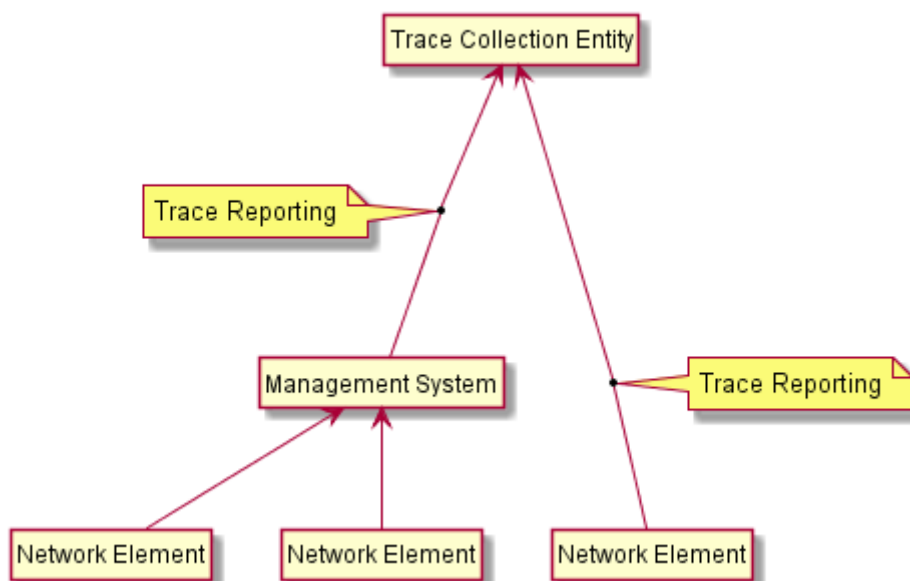 Trace Collection Entity
Trace Reporting
Management System
Trace Reporting
Network Element
Network Element
Network Element